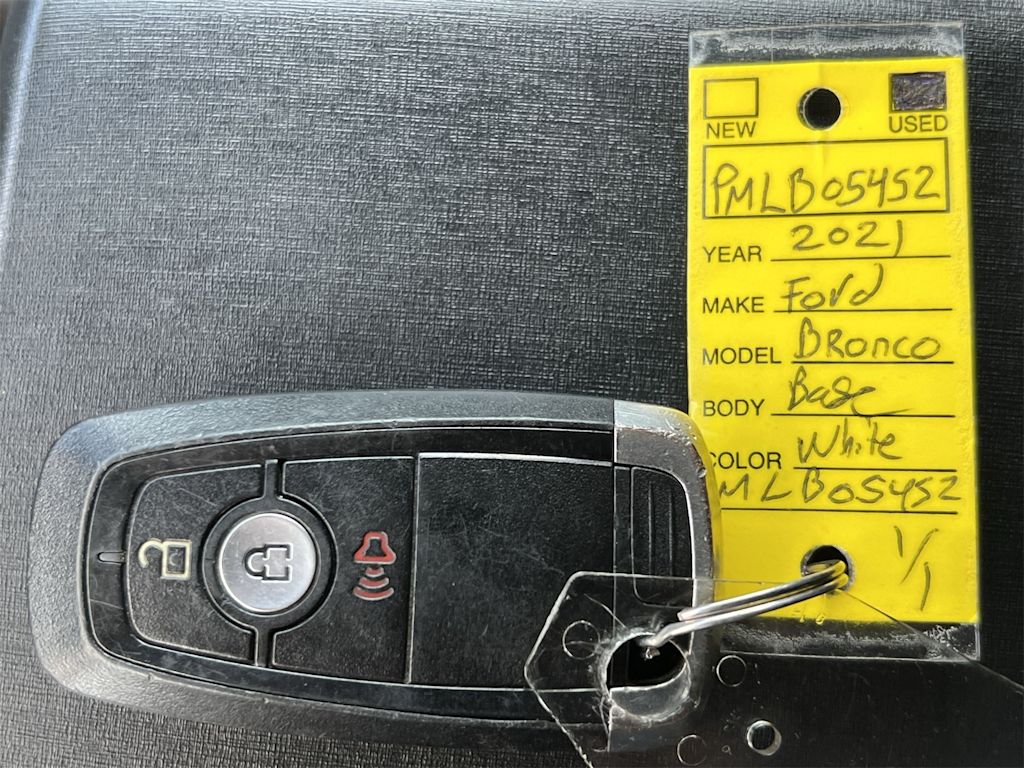 NEW USED
PMLB05452
YEAR 2021
MAKE Ford
MODEL BRonco
BODY Base
COLOR White
MLB05452
1/1